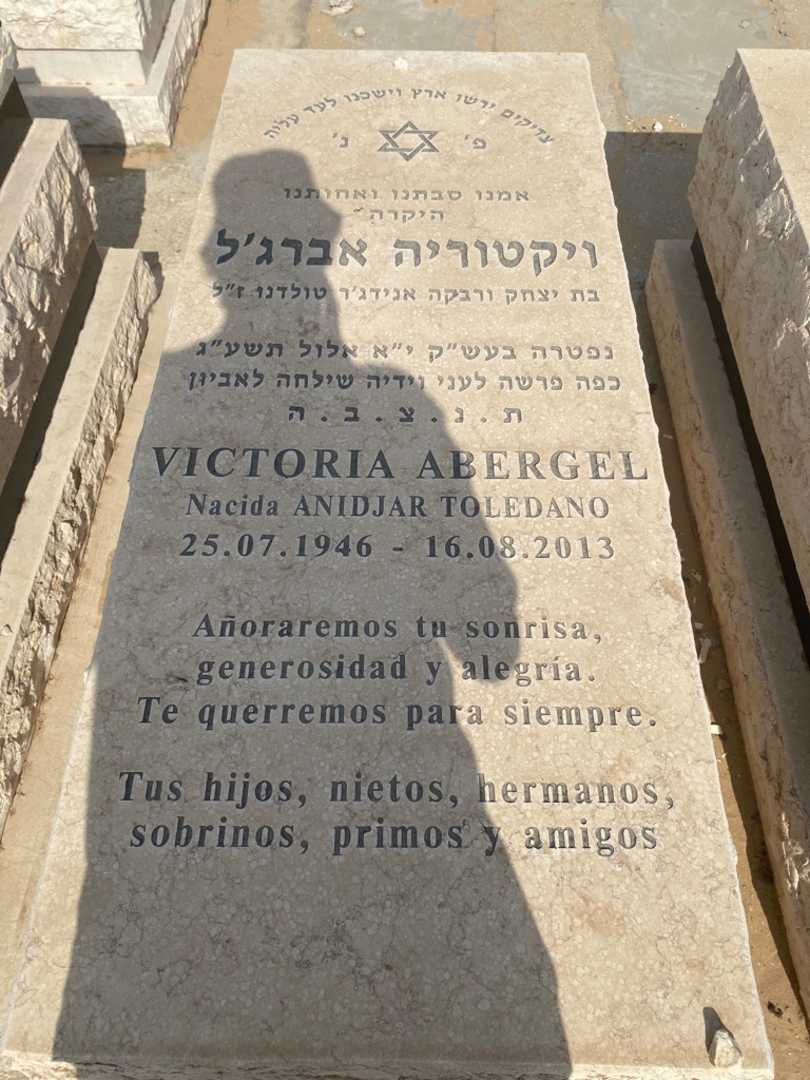 צדיקים ירשו ארץ וישכנו לעד עליה
פ׳ נ׳
אמנו סבתנו ואחותנו
היקרה
ויקטוריה אברג׳ל
בת יצחק ורבקה אנידג׳ר טולדנו ז״ל
נפטרה בעש״ק י״א אלול תשע״ג
כפה פרשה לעני וידיה שילחה לאביון
ת . נ . צ . ב . ה
VICTORIA ABERGEL
Nacida ANIDJAR TOLEDANO
25.07.1946 - 16.08.2013
Añoraremos tu sonrisa,
generosidad y alegría.
Te querremos para siempre.
Tus hijos, nietos, hermanos,
sobrinos, primos y amigos